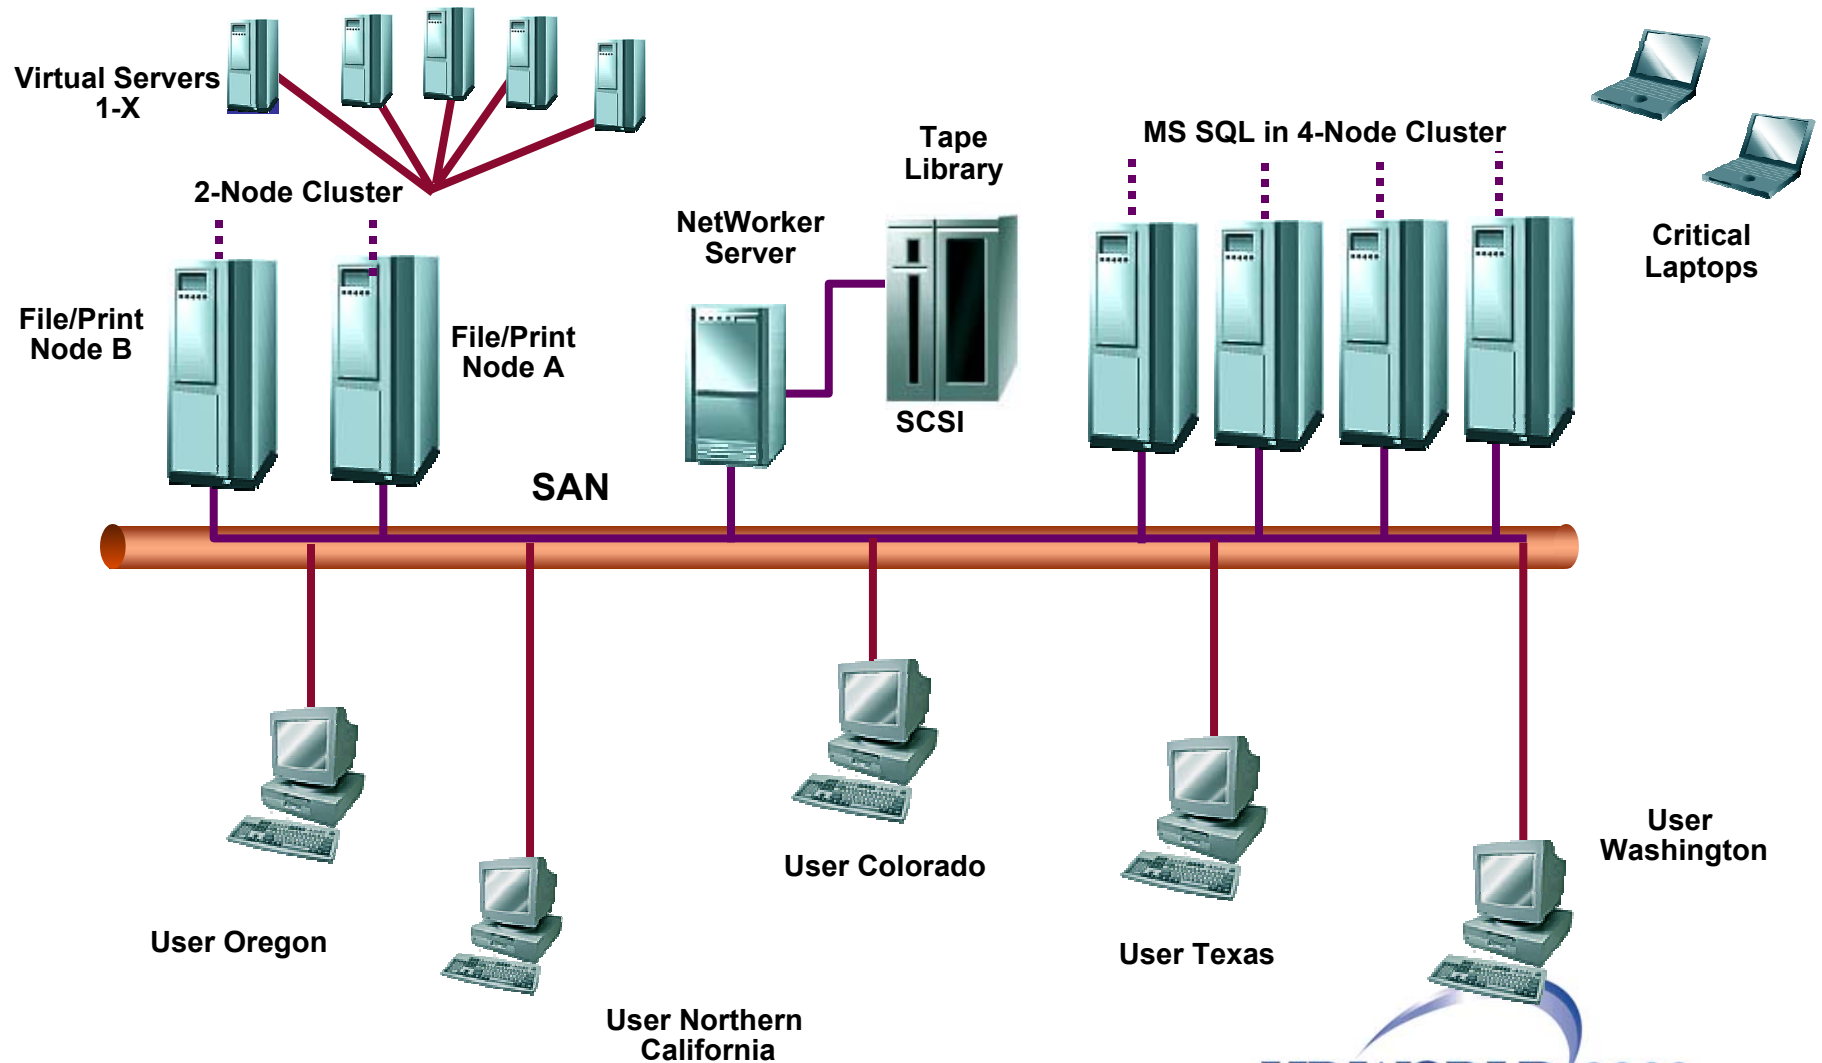 Virtual Servers
1-X
2-Node Cluster
File/Print
Node B
File/Print
Node A
NetWorker
Server
Tape
Library
SCSI
MS SQL in 4-Node Cluster
Critical
Laptops
SAN
User Oregon
User Northern
California
User Colorado
User Texas
User
Washington